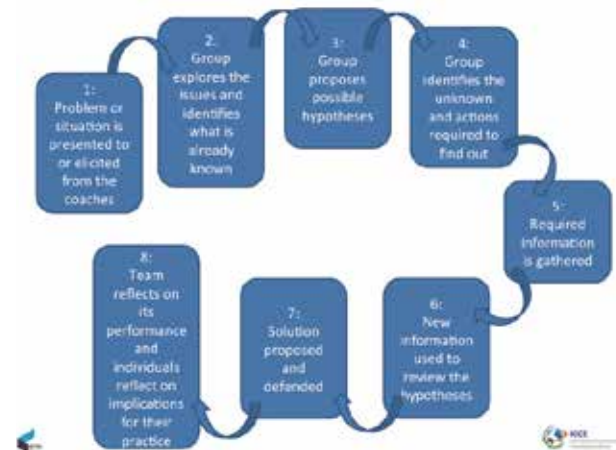 1:
Problem or
situation is
presented to
or elicited
from the
coaches
2:
Group
explores the
issues and
identifies
what is
already
known
3:
Group
proposes
possible
hypotheses
4:
Group
identifies the
unknown
and actions
required to
find out
5:
Required
information
is gathered
6:
New
information
used to
review the
hypotheses
7:
Solution
proposed
and
defended
8:
Team
reflects on
its
performance
and
individuals
reflect on
implications
for their
practice